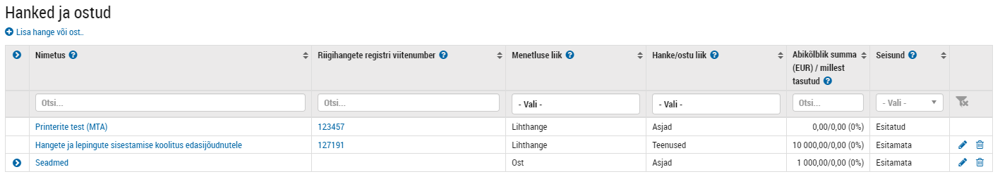 Hanked ja ostud
Lisa hange või ost..
Nimetus Riigihangete registri viitenumber Menetluse liik Hanke/ostu liik Abikõlblik summa (EUR) / millest tasutud Seisund
Otsi... Otsi... - Vali - - Vali - Otsi... - Vali -
Printerite test (MTA) 123457 Lihthange Asjad 0,00/0,00 (0%) Esitatud
Hangete ja lepingute sisestamise koolitus edasijõudnutele 127191 Lihthange Teenused 10 000,00/0,00 (0%) Esitamata
Seadmed Ost Asjad 1 000,00/0,00 (0%) Esitamata